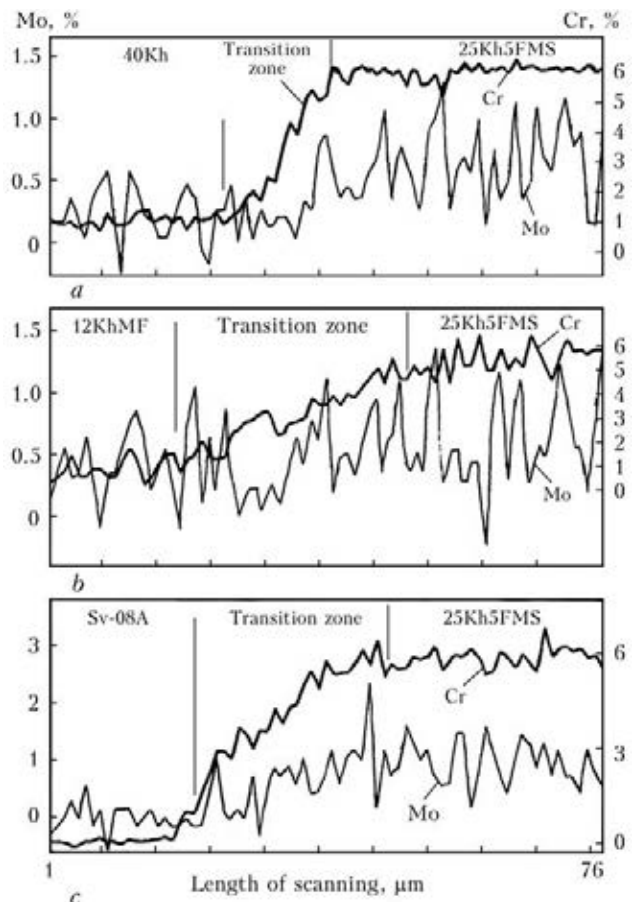 Mo, % Cr, %
40Kh Transition zone 25Kh5FMS
1.5 6
5
1.0 4
3
0.5 2
1
0 0
Cr
Mo
a
12KhMF Transition zone 25Kh5FMS
Cr
1.5 6
5
1.0 4
3
0.5 2
1
0 0
Mo
b
Sv-08A Transition zone 25Kh5FMS
3 6
2
Cr
1 3
Mo
0 0
1 Length of scanning, μm 76
c